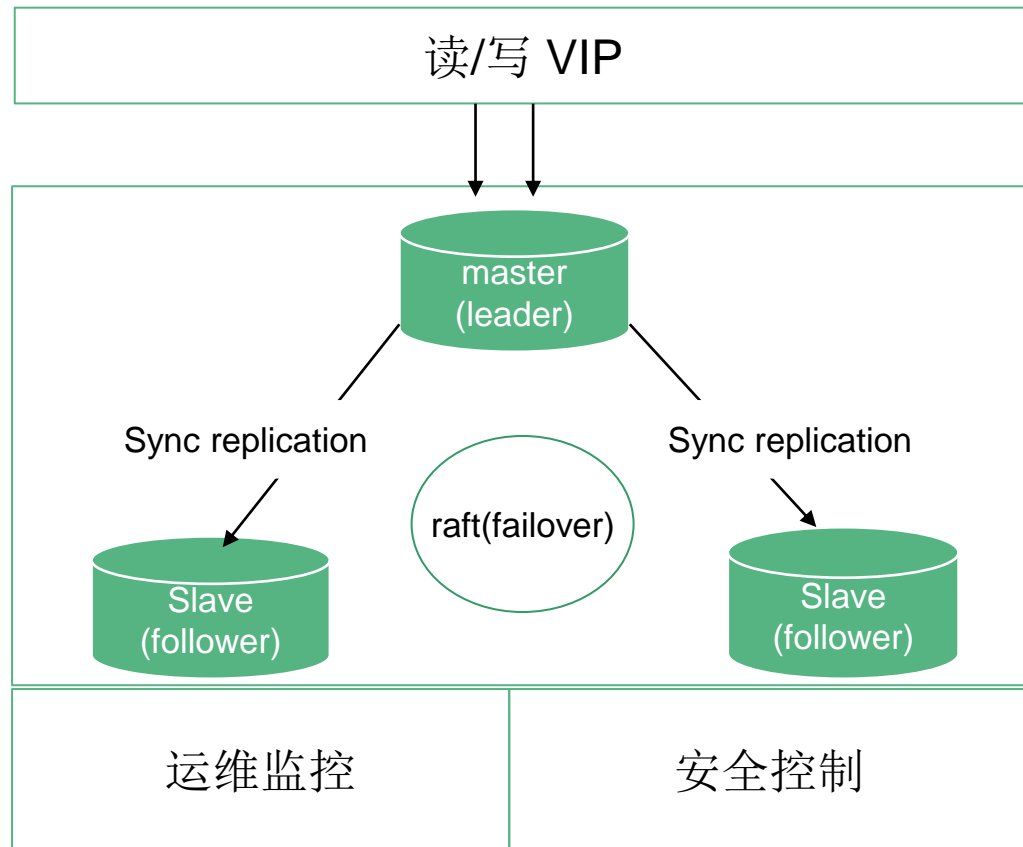 读/写 VIP
master
(leader)
Sync replication
Sync replication
raft(failover)
Slave
(follower)
Slave
(follower)
运维监控
安全控制